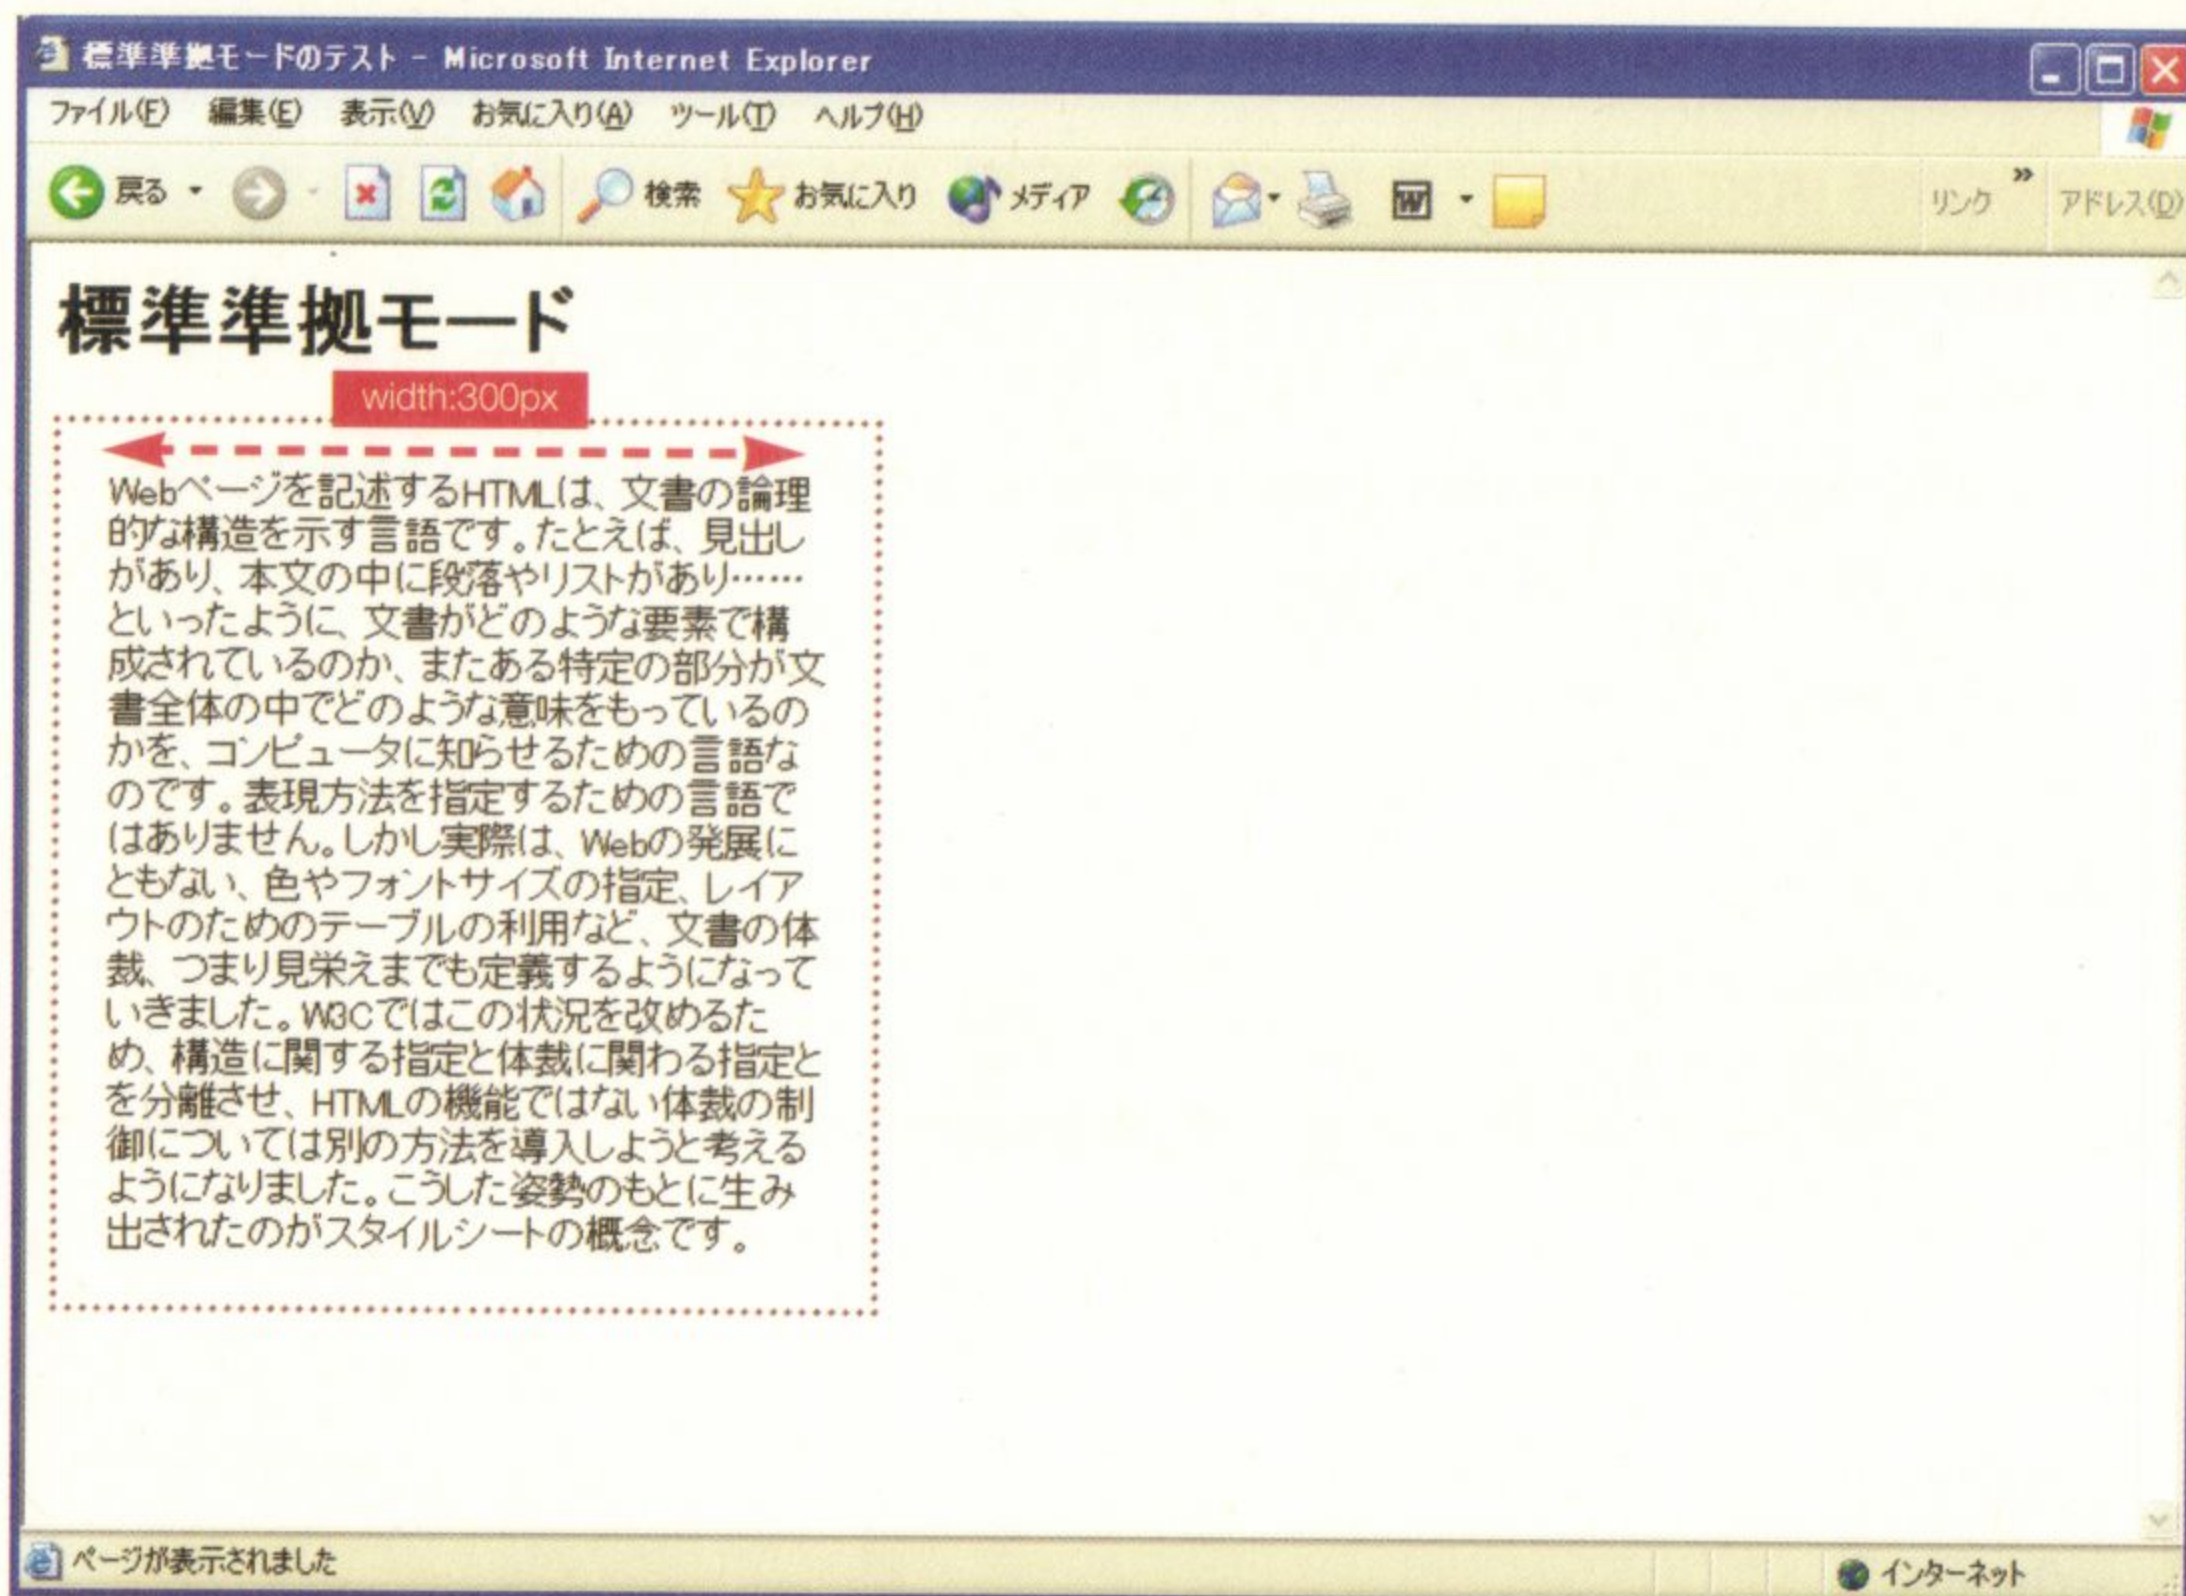 標準準拠モードのテスト - Microsoft Internet Explorer
ファイル(F) 編集(E) 表示(V) お気に入り(A) ツール(T) ヘルプ(H)
戻る 検索 お気に入り メディア W リンク » アドレス(D)
標準準拠モード
width:300px
Webページを記述するHTMLは、文書の論理
的な構造を示す言語です。たとえば、見出し
があり、本文の中に段落やリストがあり……
といったように、文書がどのような要素で構
成されているのか、またある特定の部分が文
書全体の中でどのような意味をもっているの
かを、コンピュータに知らせるための言語な
のです。表現方法を指定するための言語で
はありません。しかし実際は、Webの発展に
ともない、色やフォントサイズの指定、レイア
ウトのためのテーブルの利用など、文書の体
裁、つまり見栄えまでも定義するようになって
いきました。W3Cではこの状況を改めるた
め、構造に関する指定と体裁に関わる指定と
を分離させ、HTMLの機能ではない体裁の制
御については別の方法を導入しようと考える
ようになりました。こうした姿勢のもとに生み
出されたのがスタイルシートの概念です。
ページが表示されました インターネット